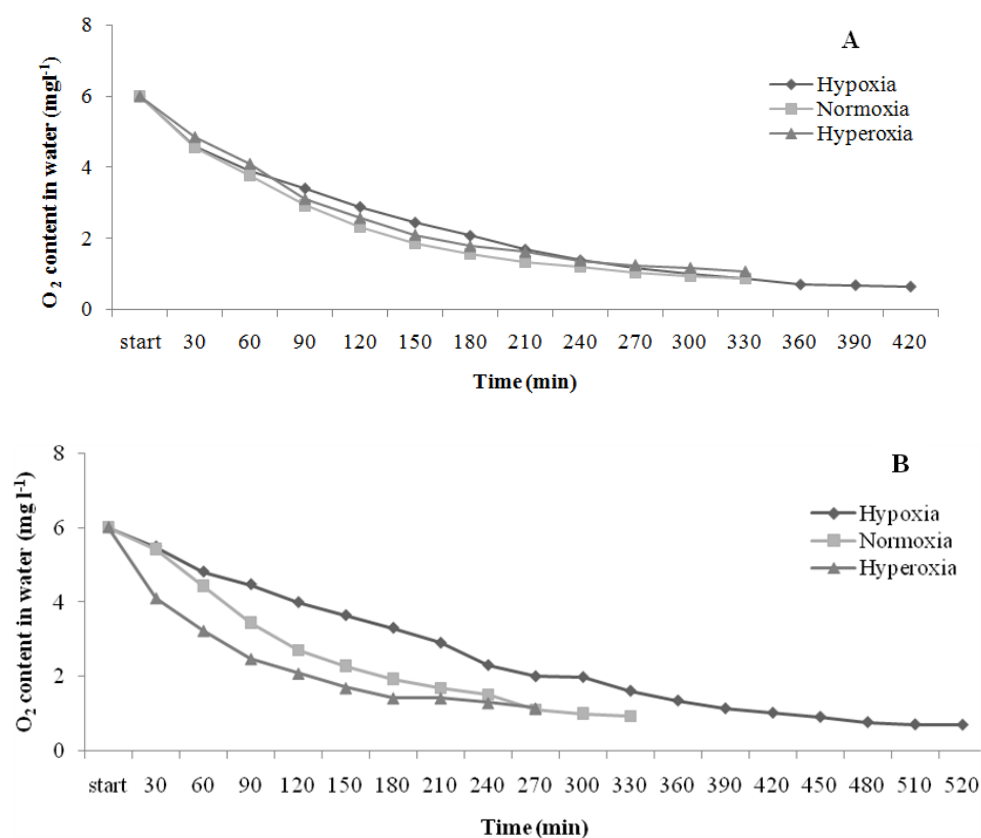 A
Hypoxia
Normoxia
Hyperoxia
O2 content in water (mgl-1)
8
6
4
2
0
start 30 60 90 120 150 180 210 240 270 300 330 360 390 420
Time (min)
B
Hypoxia
Normoxia
Hyperoxia
O2 content in water (mg l-1)
8
6
4
2
0
start 30 60 90 120 150 180 210 240 270 300 330 360 390 420 450 480 510 520
Time (min)